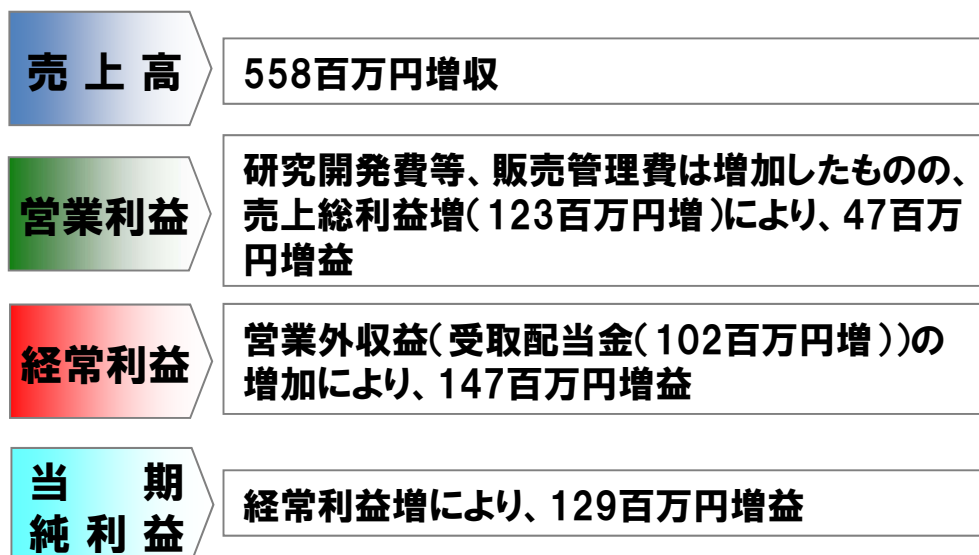 売上高
558百万円増収
営業利益
研究開発費等、販売管理費は増加したものの、
売上総利益増(123百万円増)により、47百万
円増益
経常利益
営業外収益(受取配当金(102百万円増))の
増加により、147百万円増益
当期
純利益
経常利益増により、129百万円増益